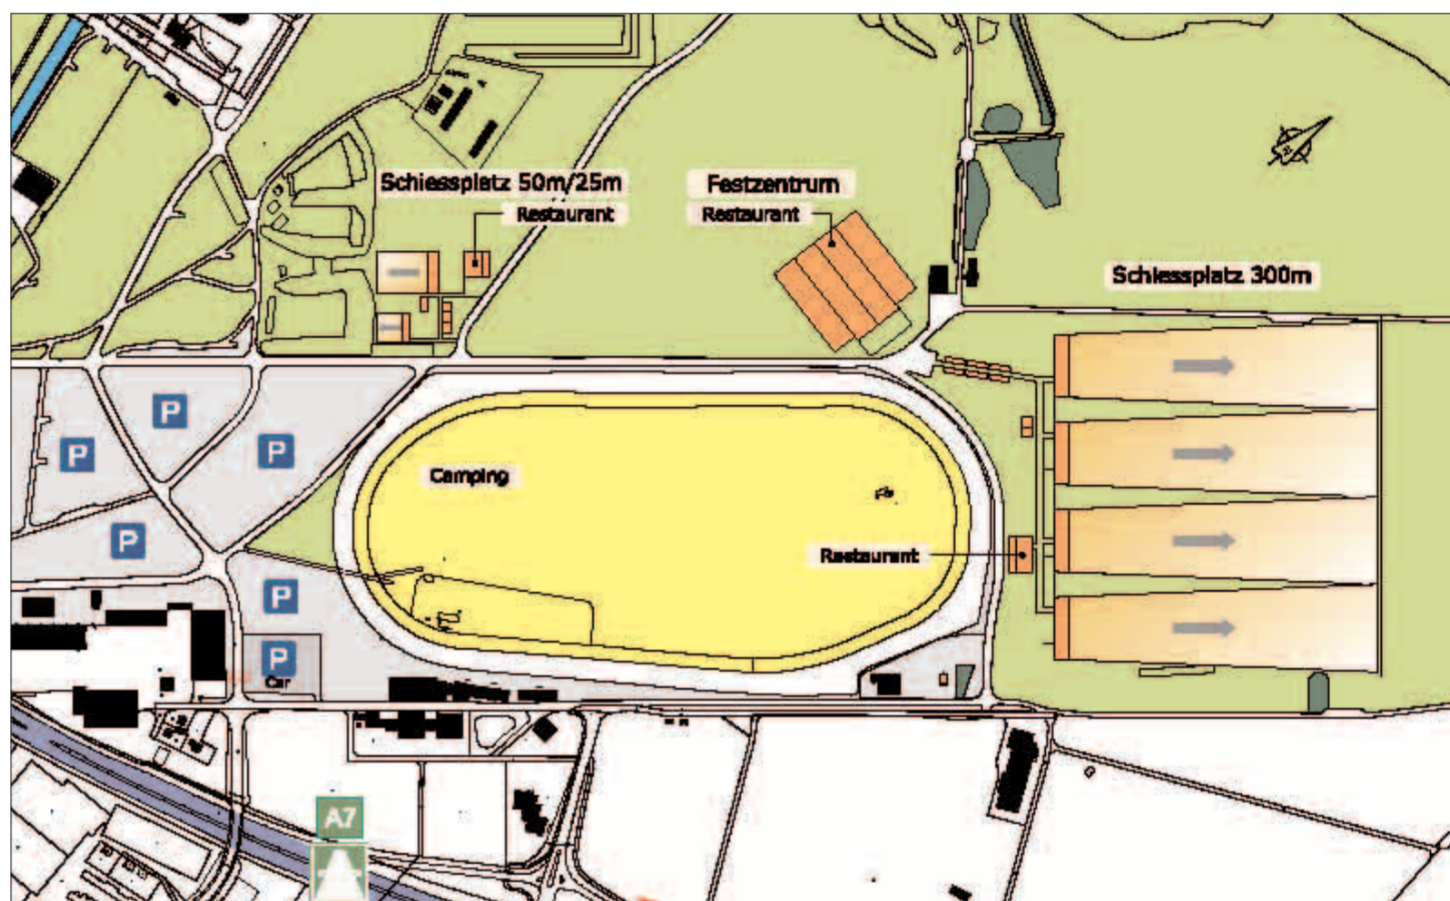 Schiessplatz 50m/25m
Restaurant
Festzentrum
Restaurant
Schiessplatz 300m
P
P
P
Camping
P
Restaurant
P
P
Car
A7